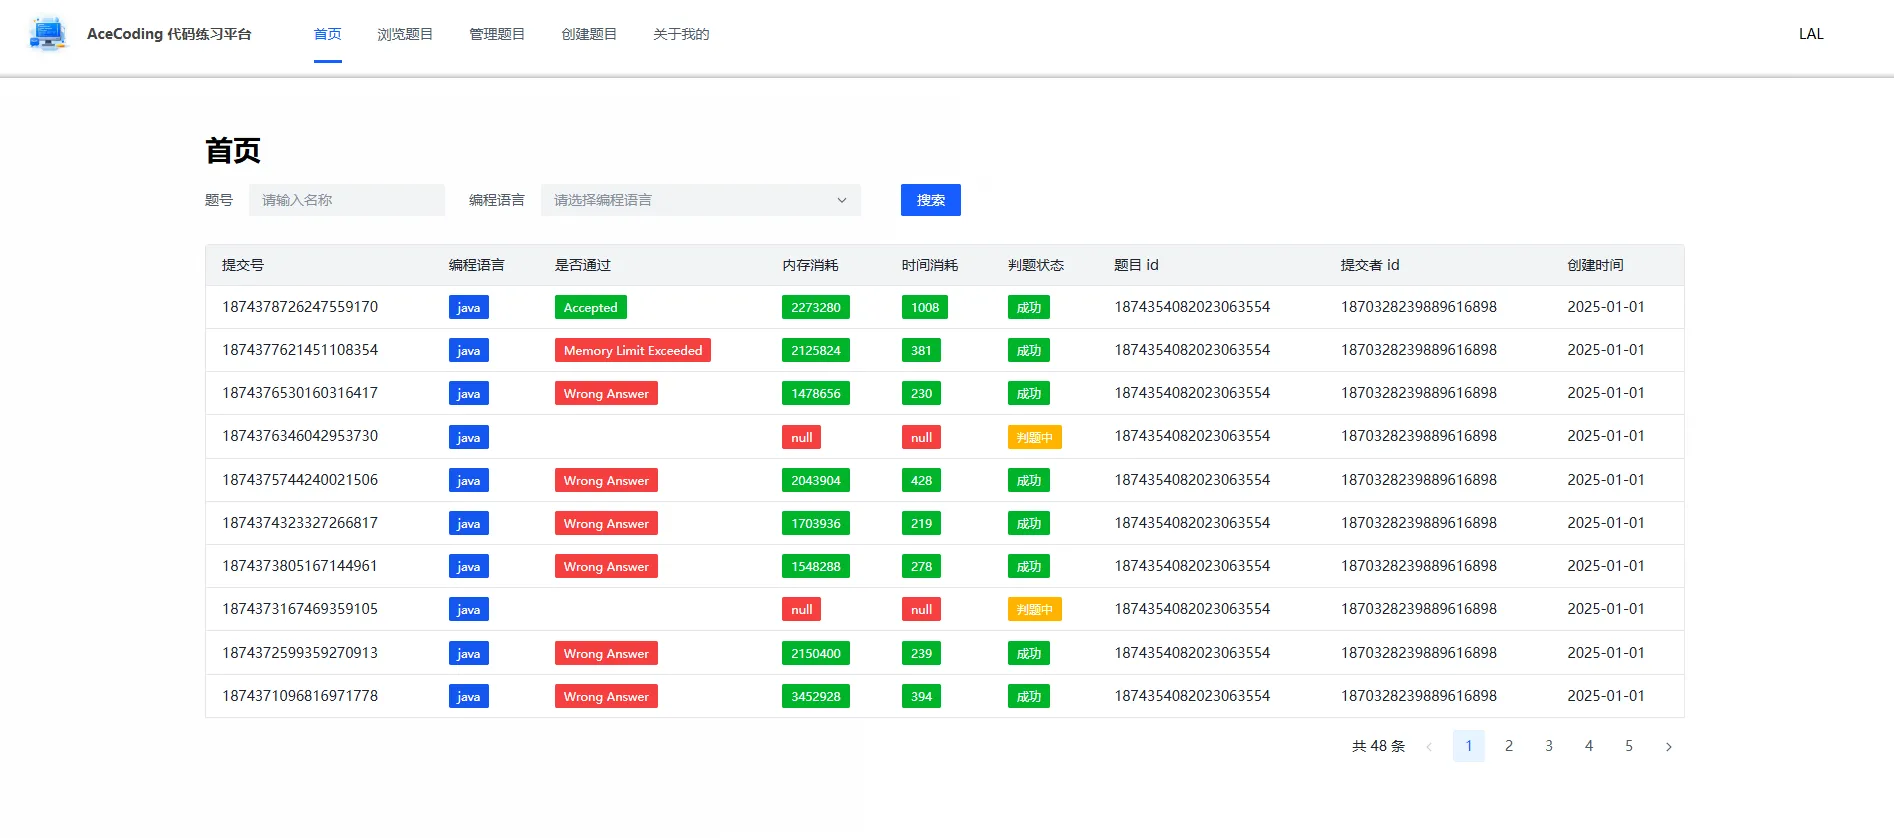 AceCoding 代码练习平台 首页 浏览题目 管理题目 创建题目 关于我的 LAL
首页
题号 请输入名称 编程语言 请选择编程语言 搜索
提交号 编程语言 是否通过 内存消耗 时间消耗 判题状态 题目 id 提交者 id 创建时间
1874378726247559170 java Accepted 2273280 1008 成功 1874354082023063554 1870328239889616898 2025-01-01
1874377621451108354 java Memory Limit Exceeded 2125824 381 成功 1874354082023063554 1870328239889616898 2025-01-01
1874376530160316417 java Wrong Answer 1478656 230 成功 1874354082023063554 1870328239889616898 2025-01-01
1874376346042953730 java null null 判题中 1874354082023063554 1870328239889616898 2025-01-01
1874375744240021506 java Wrong Answer 2043904 428 成功 1874354082023063554 1870328239889616898 2025-01-01
1874374323327266817 java Wrong Answer 1703936 219 成功 1874354082023063554 1870328239889616898 2025-01-01
1874373805167144961 java Wrong Answer 1548288 278 成功 1874354082023063554 1870328239889616898 2025-01-01
1874373167469359105 java null null 判题中 1874354082023063554 1870328239889616898 2025-01-01
1874372599359270913 java Wrong Answer 2150400 239 成功 1874354082023063554 1870328239889616898 2025-01-01
1874371096816971778 java Wrong Answer 3452928 394 成功 1874354082023063554 1870328239889616898 2025-01-01
共 48 条 1 2 3 4 5